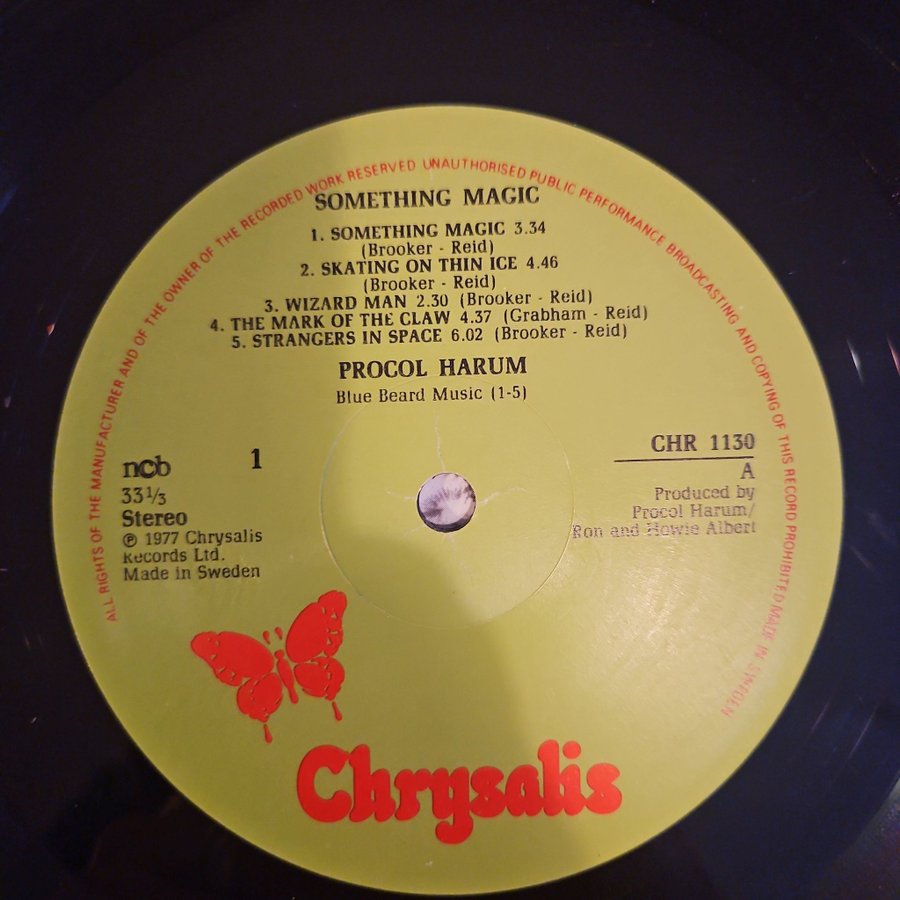 ALL RIGHTS OF THE MANUFACTURER AND OF THE OWNER OF THE RECORDED WORK RESERVED UNAUTHORISED PUBLIC PERFORMANCE BROADCASTING AND COPYING OF THIS RECORD PROHIBITED MADE IN SWEDEN
SOMETHING MAGIC
1. SOMETHING MAGIC 3.34
(Brooker - Reid)
2. SKATING ON THIN ICE 4.46
(Brooker - Reid)
3. WIZARD MAN 2.30 (Brooker - Reid)
4. THE MARK OF THE CLAW 4.37 (Grabham - Reid)
5. STRANGERS IN SPACE 6.02 (Brooker - Reid)
PROCOL HARUM
Blue Beard Music (1-5)
ncb 1
33 1/3
Stereo
℗ 1977 Chrysalis
Records Ltd.
Made in Sweden
CHR 1130
A
Produced by
Procol Harum/
Ron and Howie Albert
Chrysalis